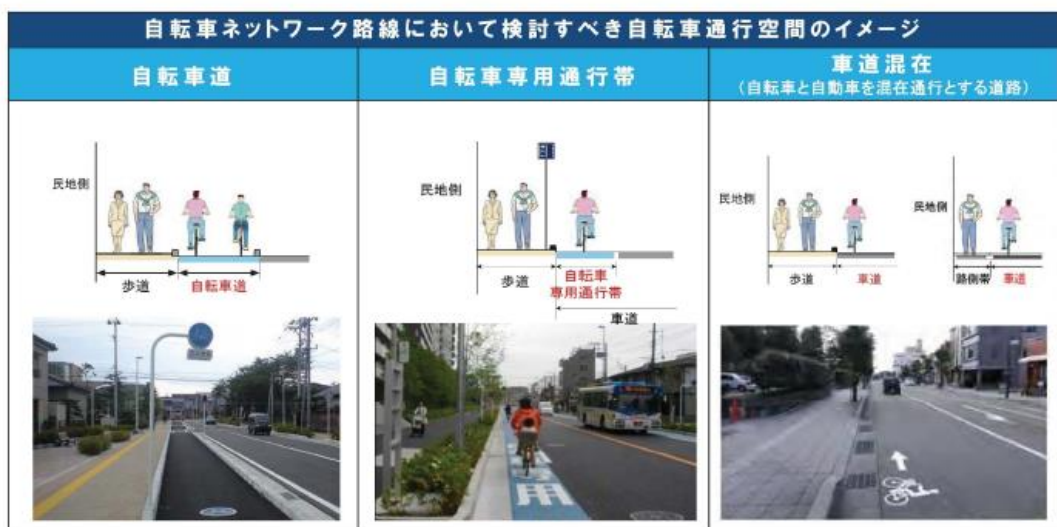 自転車ネットワーク路線において検討すべき自転車通行空間のイメージ
自転車道
自転車専用通行帯
車道混在
(自転車と自動車を混在通行とする道路)
民地側
歩道
自転車道
民地側
歩道
自転車
専用通行帯
車道
民地側
歩道
車道
民地側
路側帯
車道
用